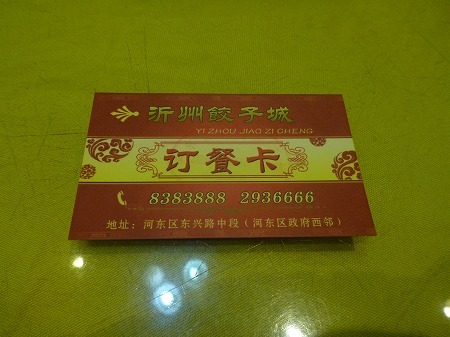 沂州餃子城
YI ZHOU JIAO ZI CHENG
订餐卡
8383888 2936666
地址：河东区东兴路中段（河东区政府西邻）